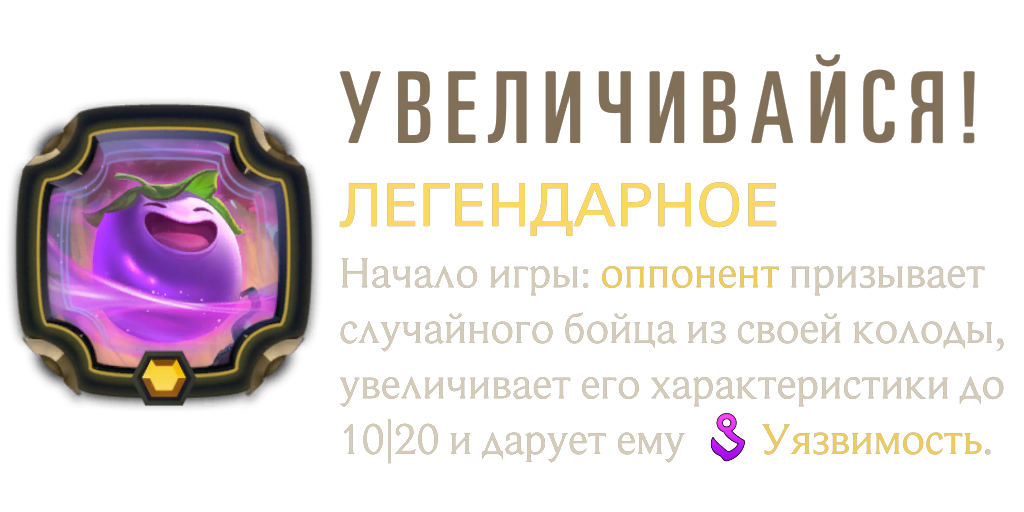 УВЕЛИЧИВАЙСЯ!
ЛЕГЕНДАРНОЕ
Начало игры: оппонент призывает
случайного бойца из своей колоды,
увеличивает его характеристики до
10|20 и дарует ему Уязвимость.